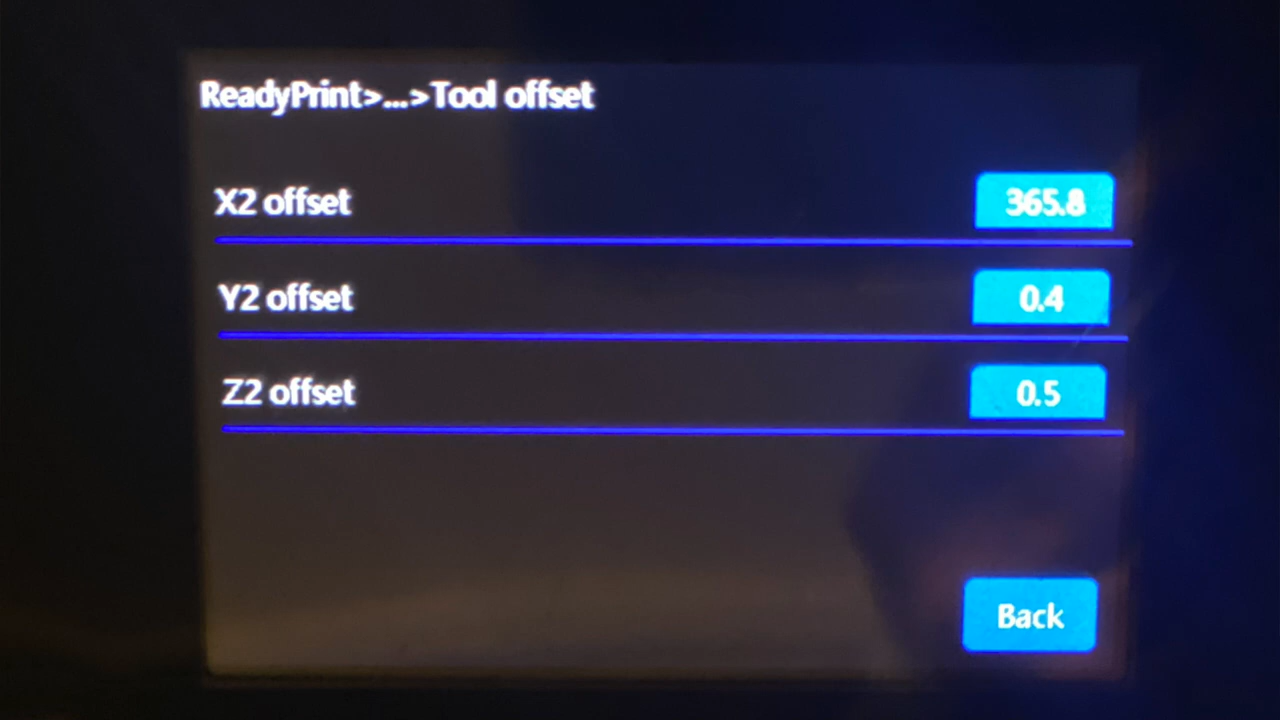 ReadyPrint>...>Tool offset
X2 offset 365.8
Y2 offset 0.4
Z2 offset 0.5
Back